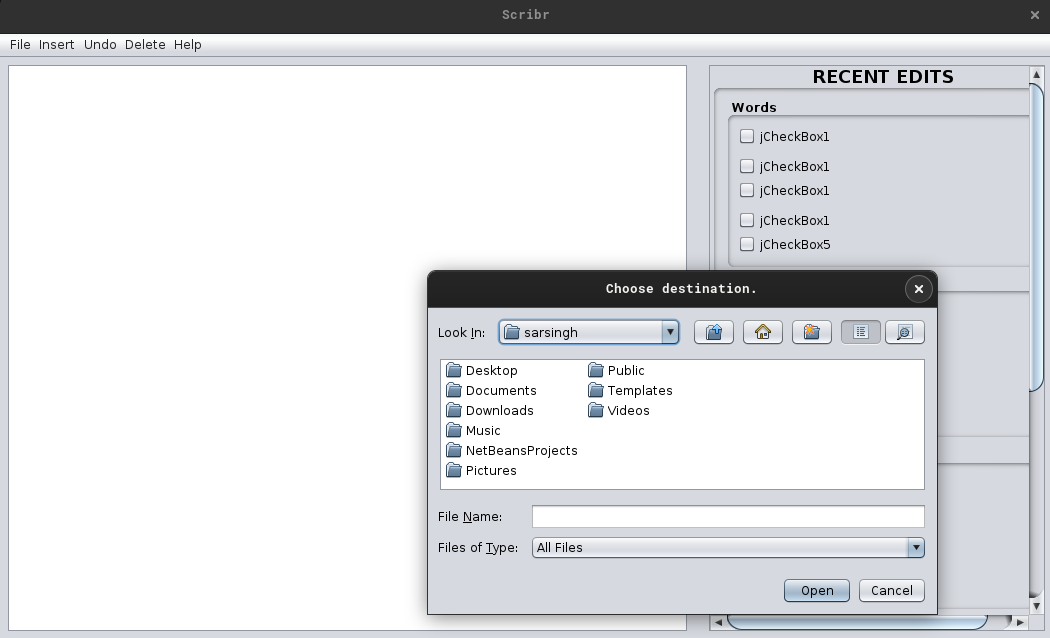 Scribr
File Insert Undo Delete Help
RECENT EDITS
Words
jCheckBox1
jCheckBox1
jCheckBox1
jCheckBox1
jCheckBox5
Choose destination.
Look In: sarsingh
Desktop
Documents
Downloads
Music
NetBeansProjects
Pictures
Public
Templates
Videos
File Name:
Files of Type: All Files
Open Cancel